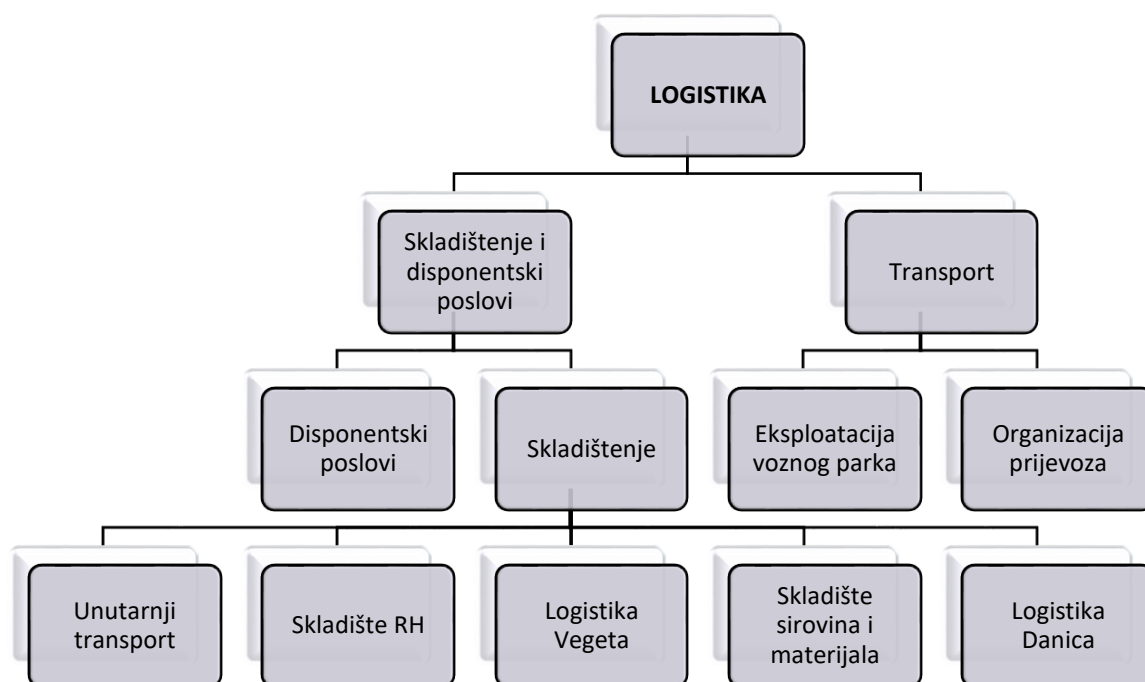 LOGISTIKA
Skladištenje i
disponentski
poslovi
Transport
Disponentski
poslovi
Skladištenje
Eksploatacija
voznog parka
Organizacija
prijevoza
Unutarnji
transport
Skladište RH
Logistika
Vegeta
Skladište
sirovina i
materijala
Logistika
Danica